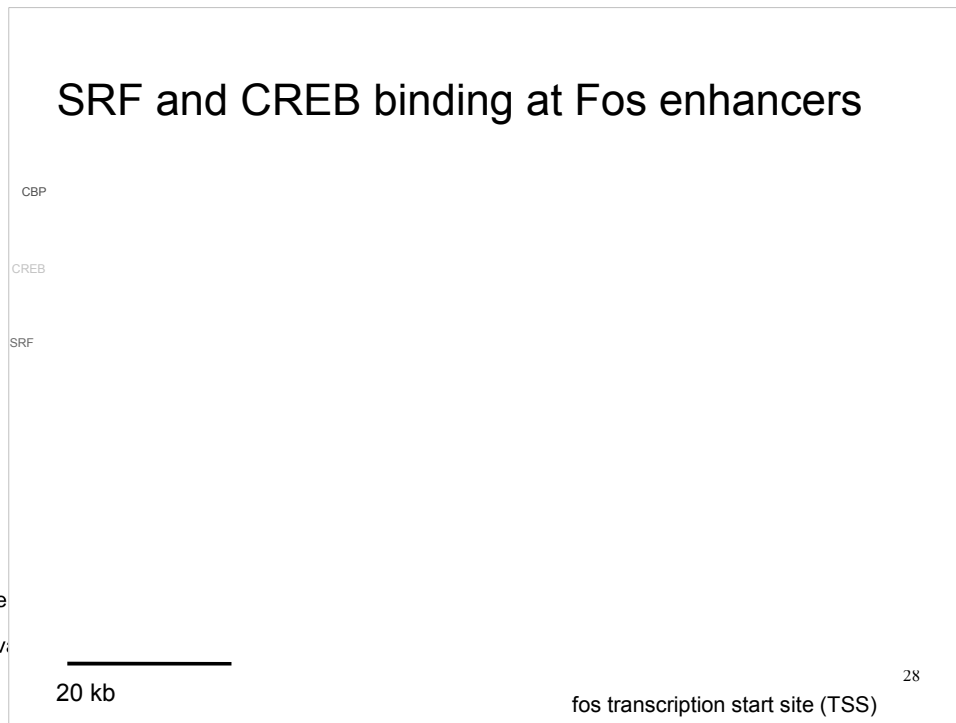 SRF and CREB binding at Fos enhancers
CBP
CREB
SRF
20 kb
28
fos transcription start site (TSS)